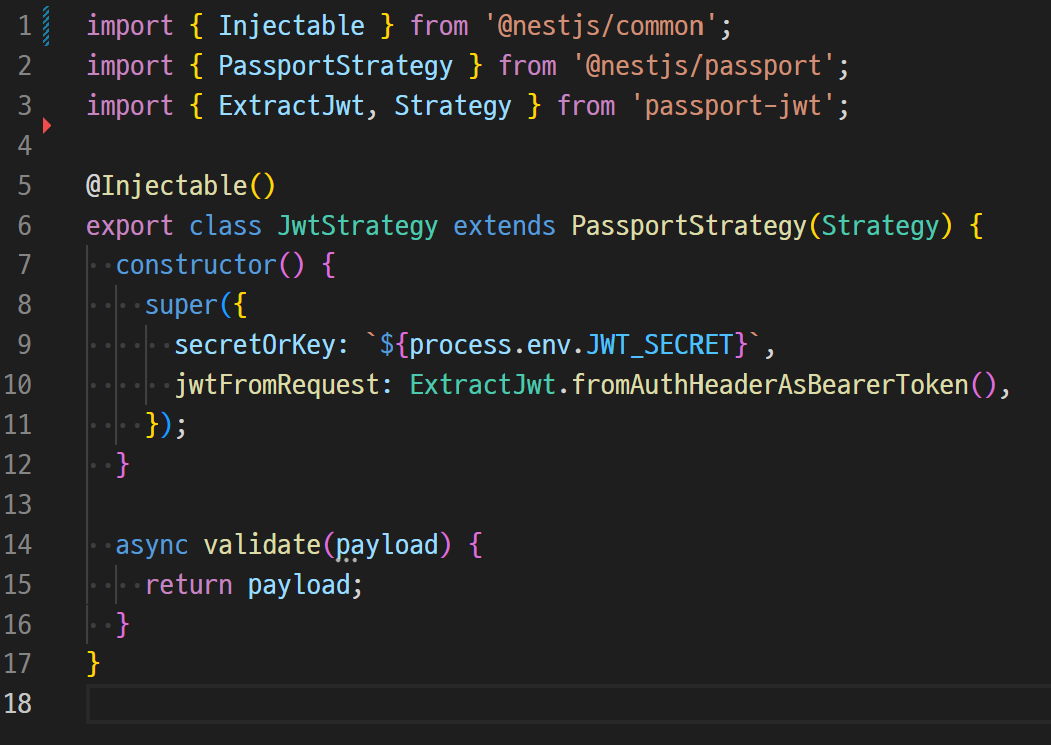 1 import { Injectable } from '@nestjs/common';
2 import { PassportStrategy } from '@nestjs/passport';
3 import { ExtractJwt, Strategy } from 'passport-jwt';
4
5 @Injectable()
6 export class JwtStrategy extends PassportStrategy(Strategy) {
7   constructor() {
8     super({
9       secretOrKey: `${process.env.JWT_SECRET}`,
10       jwtFromRequest: ExtractJwt.fromAuthHeaderAsBearerToken(),
11     });
12   }
13
14   async validate(payload) {
15     return payload;
16   }
17 }
18